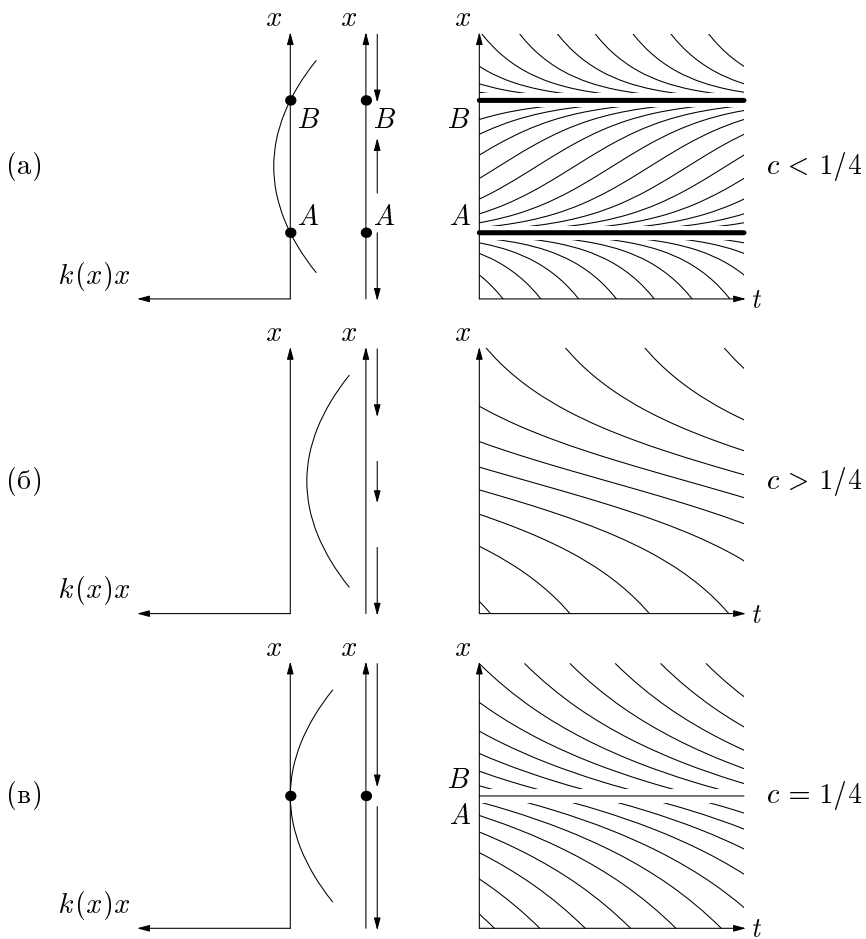 x x x
B B B
(а) c < 1/4
A A A
k(x)x
t
x x x
(б) c > 1/4
k(x)x
t
x x x
B
(в) c = 1/4
A
k(x)x
t